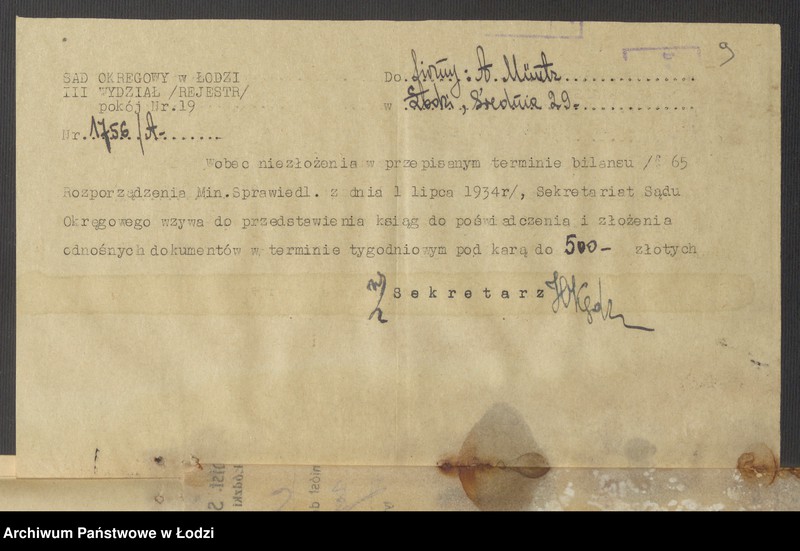 9
SĄD OKRĘGOWY w ŁODZI
III WYDZIAŁ /REJESTR/
pokój Nr.19
Nr.1756/A-.......
Do.firmy: A. Müntz...............
w Łodzi, Średnia 29...............
Wobec niezłożenia w przepisanym terminie bilansu /§ 65
Rozporządzenia Min.Sprawiedl. z dnia 1 lipca 1934r/, Sekretariat Sądu
Okręgowego wzywa do przedstawienia ksiąg do poświadczenia i złożenia
odnośnych dokumentów w terminie tygodniowym pod karą do 500- złotych
Sekretarz
Archiwum Państwowe w Łodzi